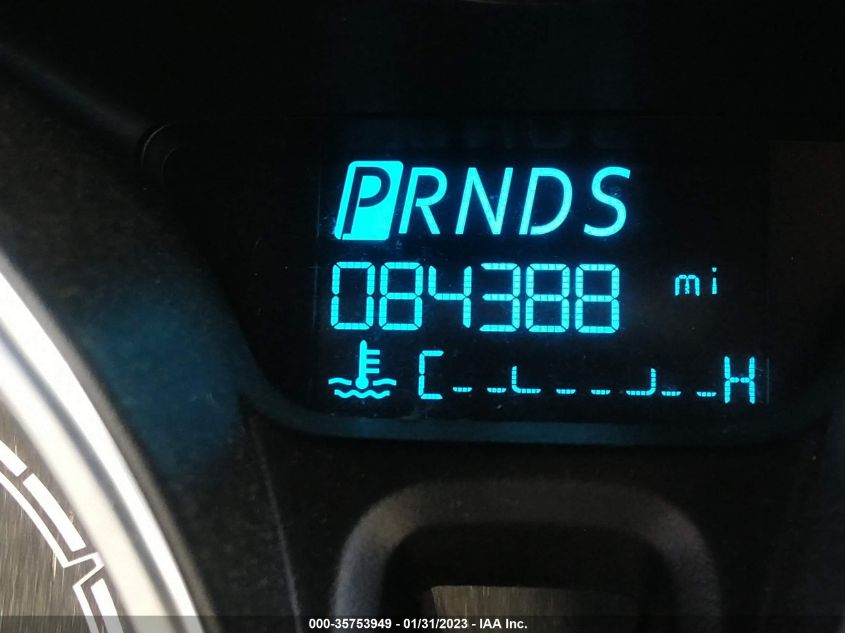 PRNDS
084388 mi
C H
000-35753949 - 01/31/2023 - IAA Inc.